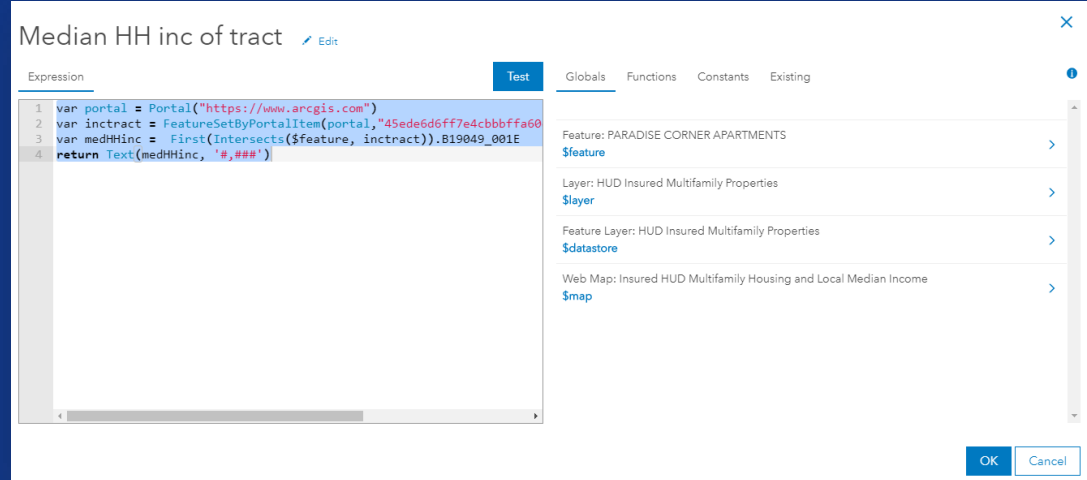 Median HH inc of tract Edit
Expression Test Globals Functions Constants Existing
1 var portal = Portal("https://www.arcgis.com")
2 var inctract = FeatureSetByPortalItem(portal,"45ede6d6ff7e4cbbbffa60
3 var medHHinc =  First(Intersects($feature, inctract)).B19049_001E
4 return Text(medHHinc, '#,###')
Feature: PARADISE CORNER APARTMENTS
$feature
Layer: HUD Insured Multifamily Properties
$layer
Feature Layer: HUD Insured Multifamily Properties
$datastore
Web Map: Insured HUD Multifamily Housing and Local Median Income
$map
OK Cancel